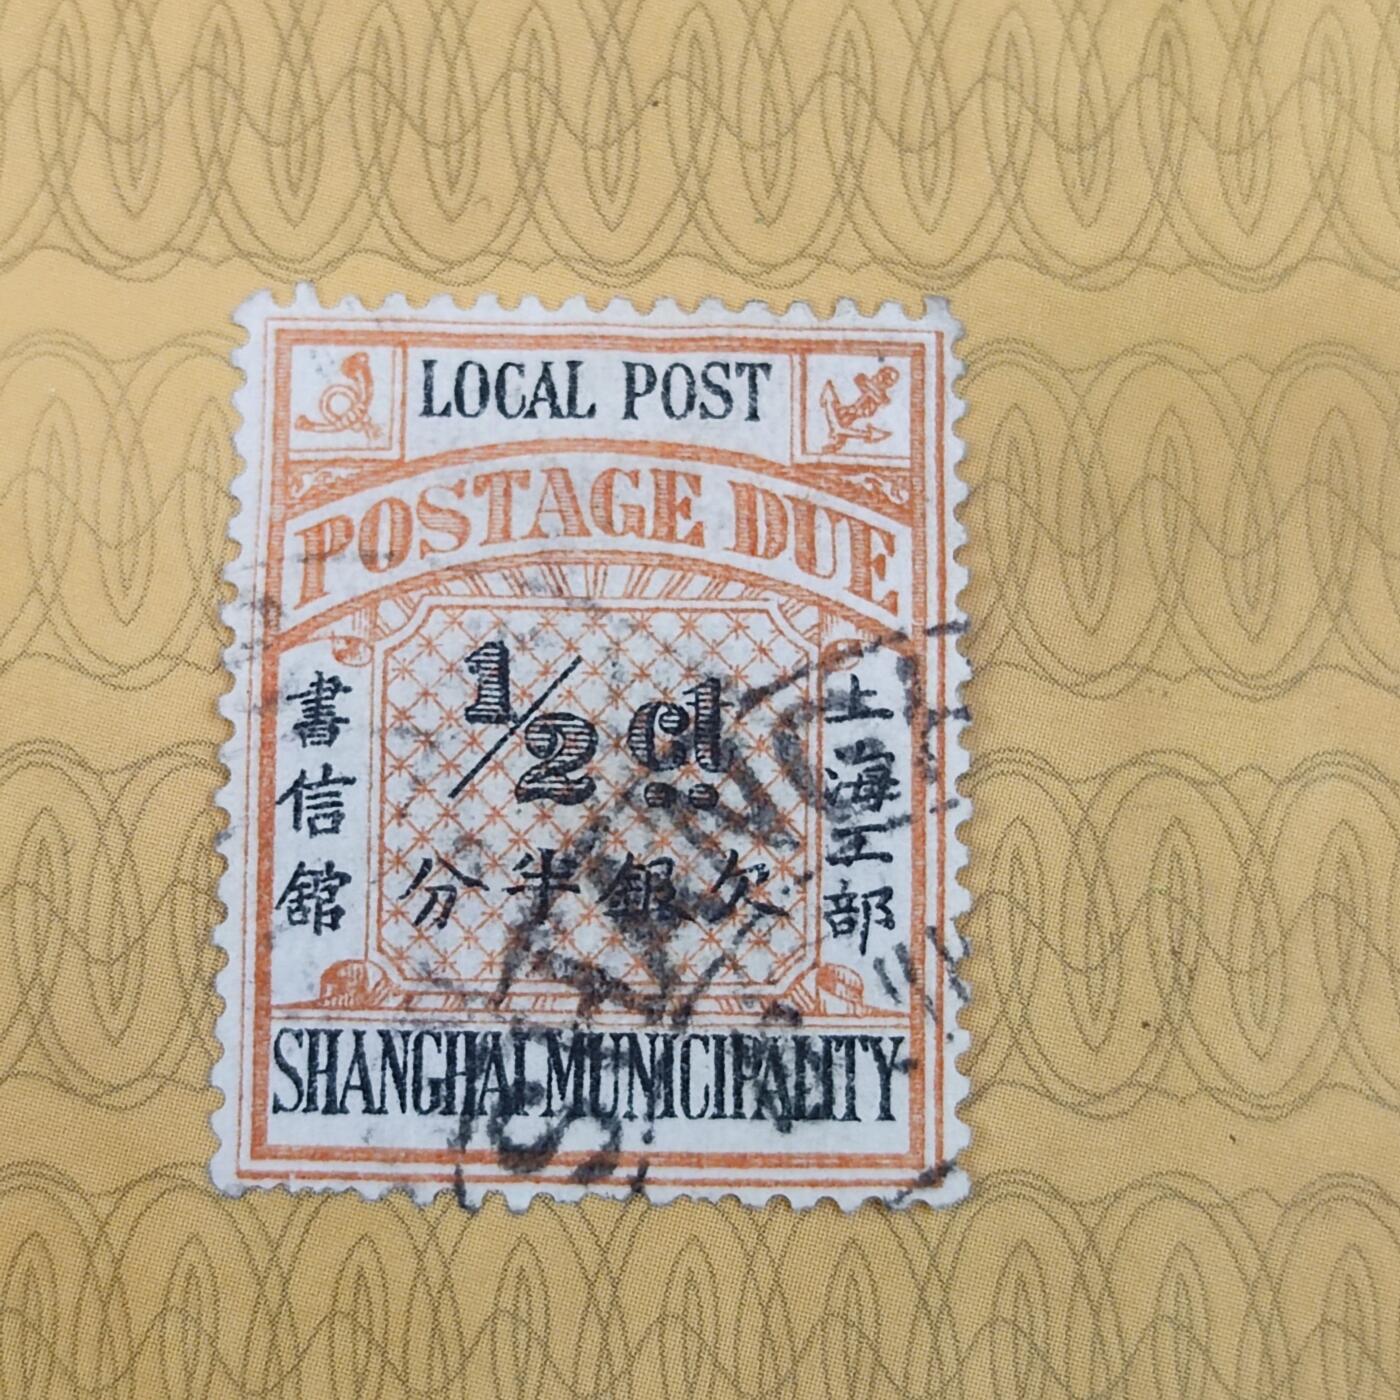 LOCAL POST
POSTAGE DUE
1/2 ct.
欠銀半分
上海工部
書信館
SHANGHAI MUNICIPALITY